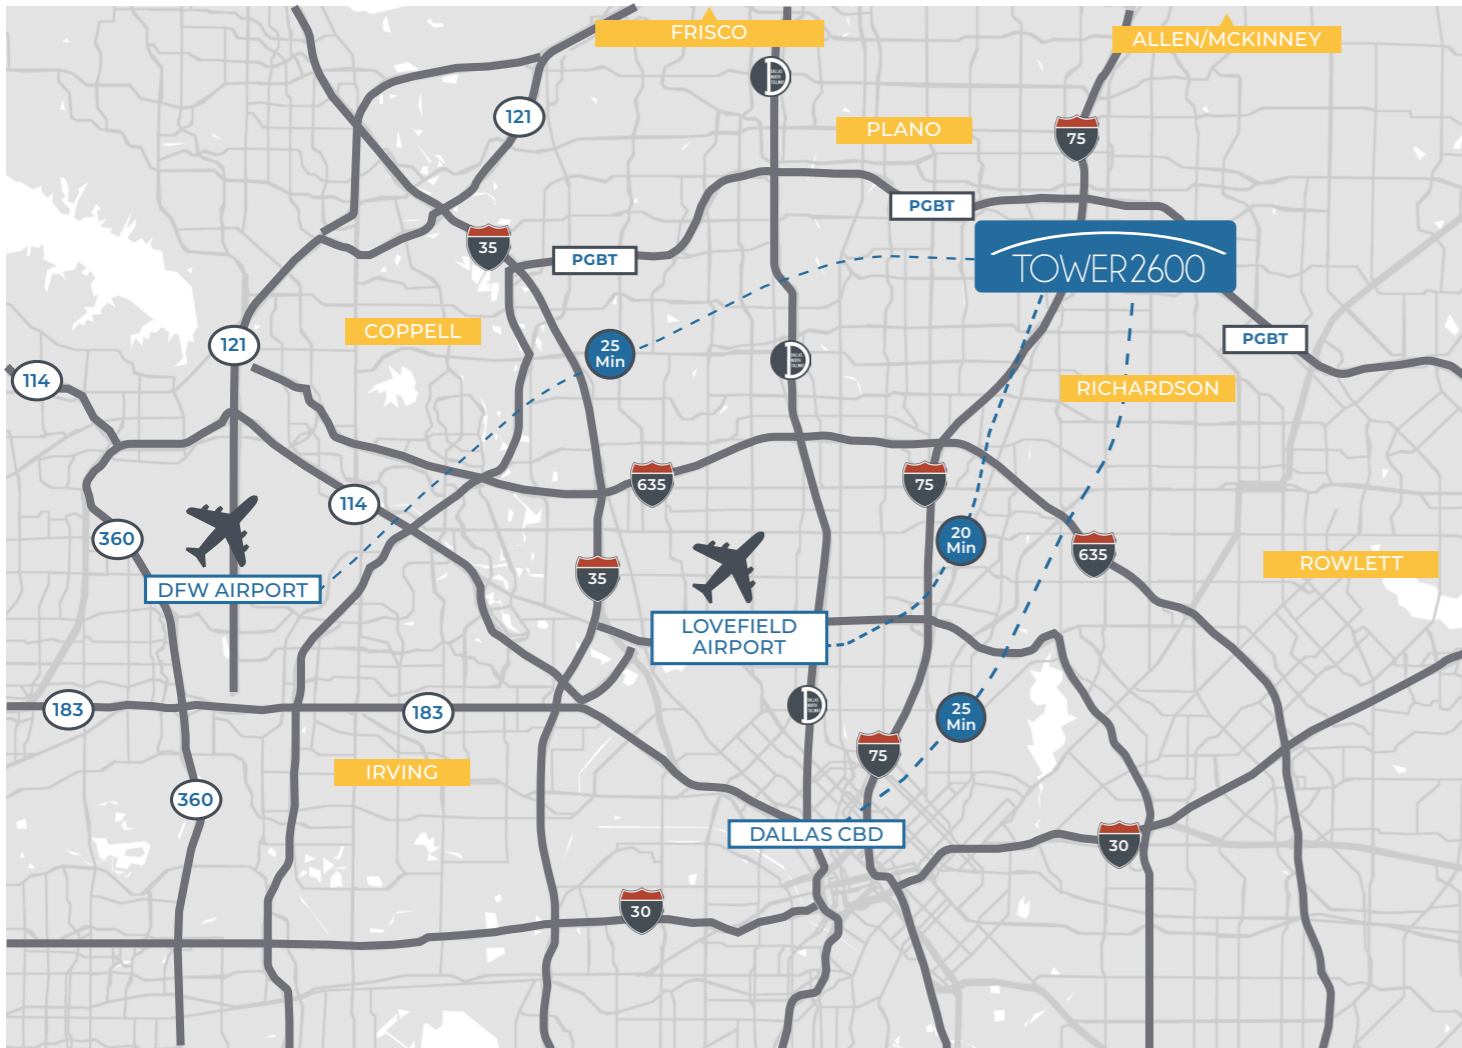 FRISCO
ALLEN/MCKINNEY
121
PLANO
75
PGBT
35
PGBT
TOWER2600
COPPELL
121
25
Min
PGBT
114
RICHARDSON
635
75
114
360
20
Min
635
35
ROWLETT
DFW AIRPORT
LOVEFIELD
AIRPORT
183
183
25
Min
75
IRVING
360
DALLAS CBD
30
30